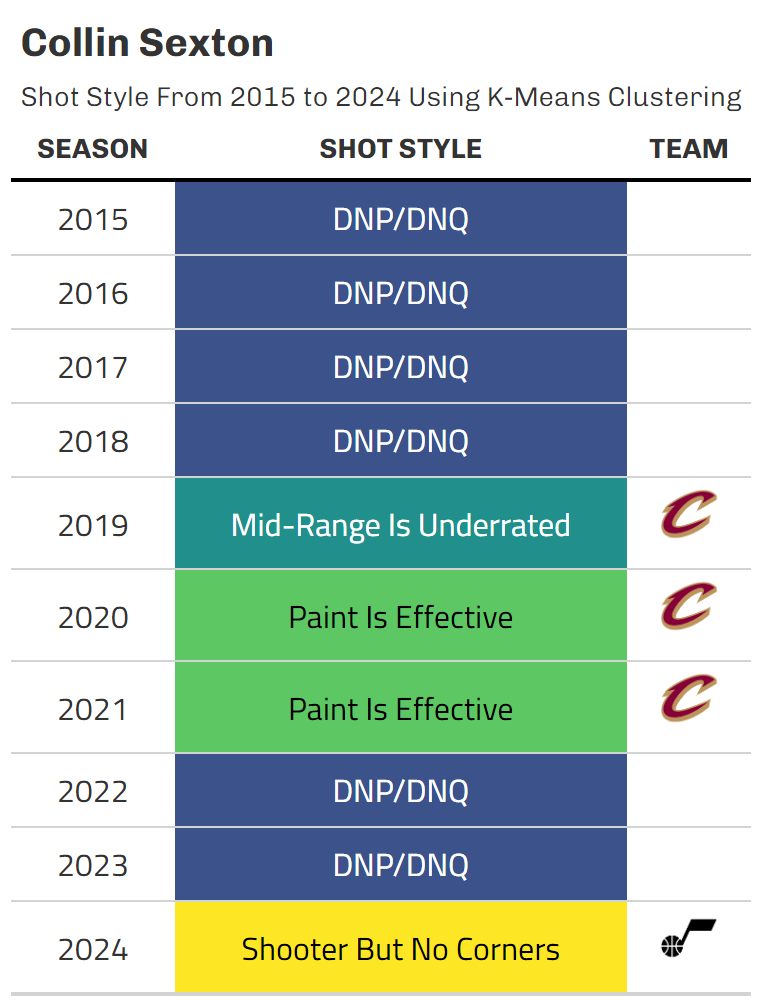 Collin Sexton
Shot Style From 2015 to 2024 Using K-Means Clustering
SEASON SHOT STYLE TEAM
2015 DNP/DNQ
2016 DNP/DNQ
2017 DNP/DNQ
2018 DNP/DNQ
2019 Mid-Range Is Underrated C
2020 Paint Is Effective C
2021 Paint Is Effective C
2022 DNP/DNQ
2023 DNP/DNQ
2024 Shooter But No Corners